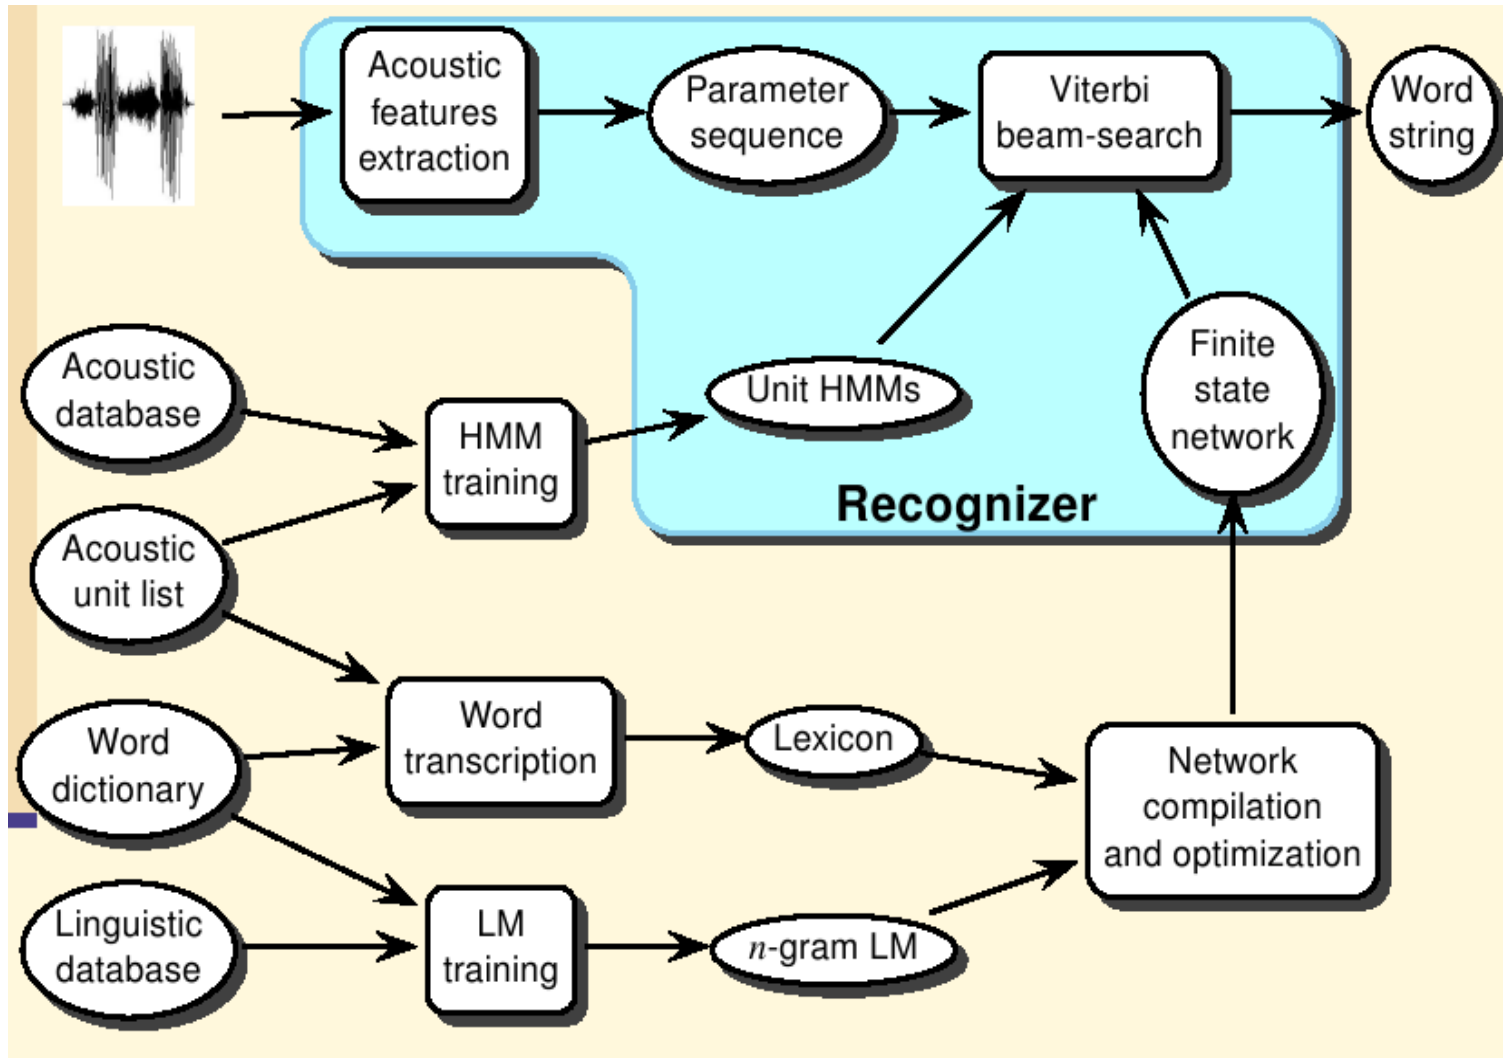 Acoustic
features
extraction
Parameter
sequence
Viterbi
beam-search
Word
string
Acoustic
database
HMM
training
Unit HMMs
Finite
state
network
Recognizer
Acoustic
unit list
Word
dictionary
Word
transcription
Lexicon
Network
compilation
and optimization
Linguistic
database
LM
training
n-gram LM